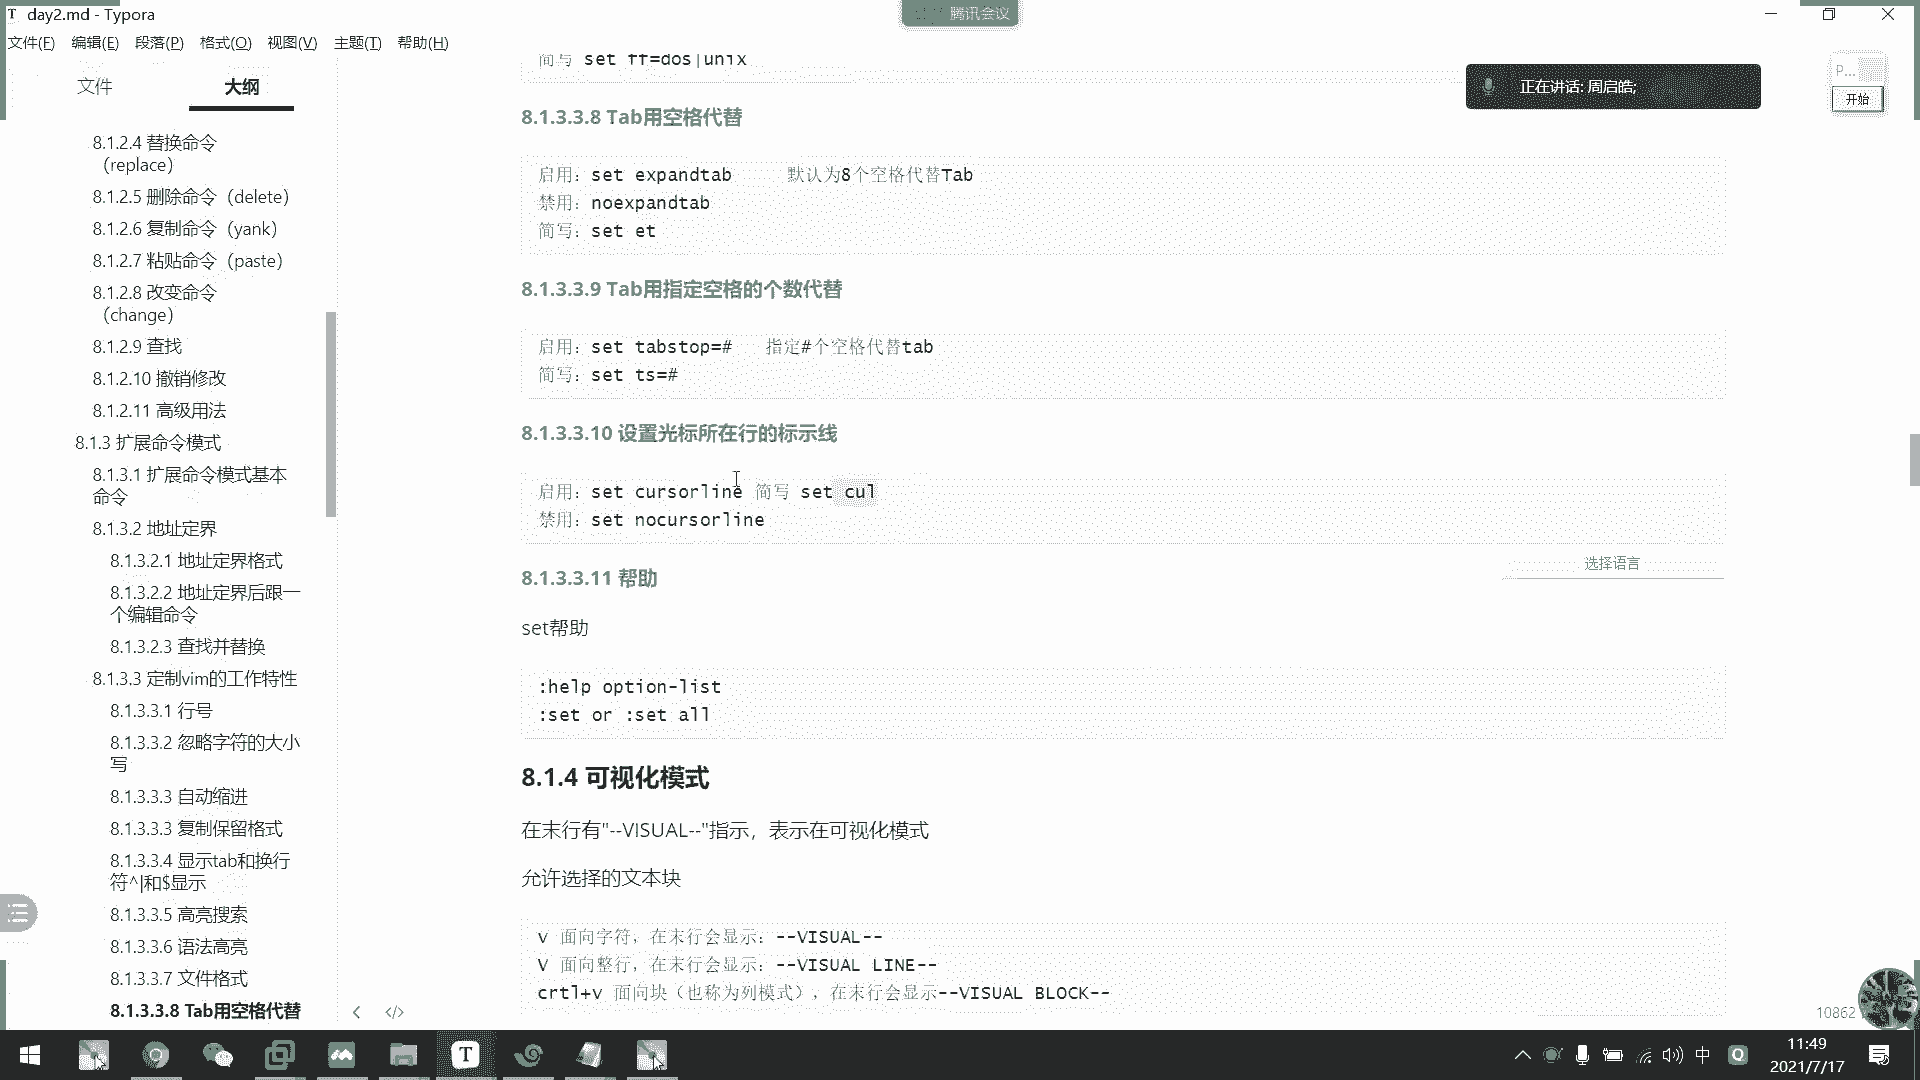 day2.md - Typora
腾讯会议
文件(F) 编辑(E) 段落(P) 格式(O) 视图(V) 主题(T) 帮助(H)
文件 大纲
8.1.2.4 替换命令
（replace）
8.1.2.5 删除命令（delete）
8.1.2.6 复制命令（yank）
8.1.2.7 粘贴命令（paste）
8.1.2.8 改变命令
（change）
8.1.2.9 查找
8.1.2.10 撤销修改
8.1.2.11 高级用法
8.1.3 扩展命令模式
8.1.3.1 扩展命令模式基本
命令
8.1.3.2 地址定界
8.1.3.2.1 地址定界格式
8.1.3.2.2 地址定界后跟一
个编辑命令
8.1.3.2.3 查找并替换
8.1.3.3 定制vim的工作特性
8.1.3.3.1 行号
8.1.3.3.2 忽略字符的大小
写
8.1.3.3.3 自动缩进
8.1.3.3.3 复制保留格式
8.1.3.3.4 显示tab和换行
符^|和$显示
8.1.3.3.5 高亮搜索
8.1.3.3.6 语法高亮
8.1.3.3.7 文件格式
8.1.3.3.8 Tab用空格代替
简写 set ff=dos|unix
8.1.3.3.8 Tab用空格代替
启用：set expandtab 默认为8个空格代替Tab
禁用：noexpandtab
简写：set et
8.1.3.3.9 Tab用指定空格的个数代替
启用：set tabstop=# 指定#个空格代替tab
简写：set ts=#
8.1.3.3.10 设置光标所在行的标示线
启用：set cursorline 简写 set cul
禁用：set nocursorline
选择语言
8.1.3.3.11 帮助
set帮助
:help option-list
:set or :set all
8.1.4 可视化模式
在末行有"--VISUAL--"指示，表示在可视化模式
允许选择的文本块
v 面向字符，在末行会显示：--VISUAL--
V 面向整行，在末行会显示：--VISUAL LINE--
crtl+v 面向块（也称为列模式），在末行会显示--VISUAL BLOCK--
正在讲话: 周启皓;
P...
开始
10862
中
11:49
2021/7/17